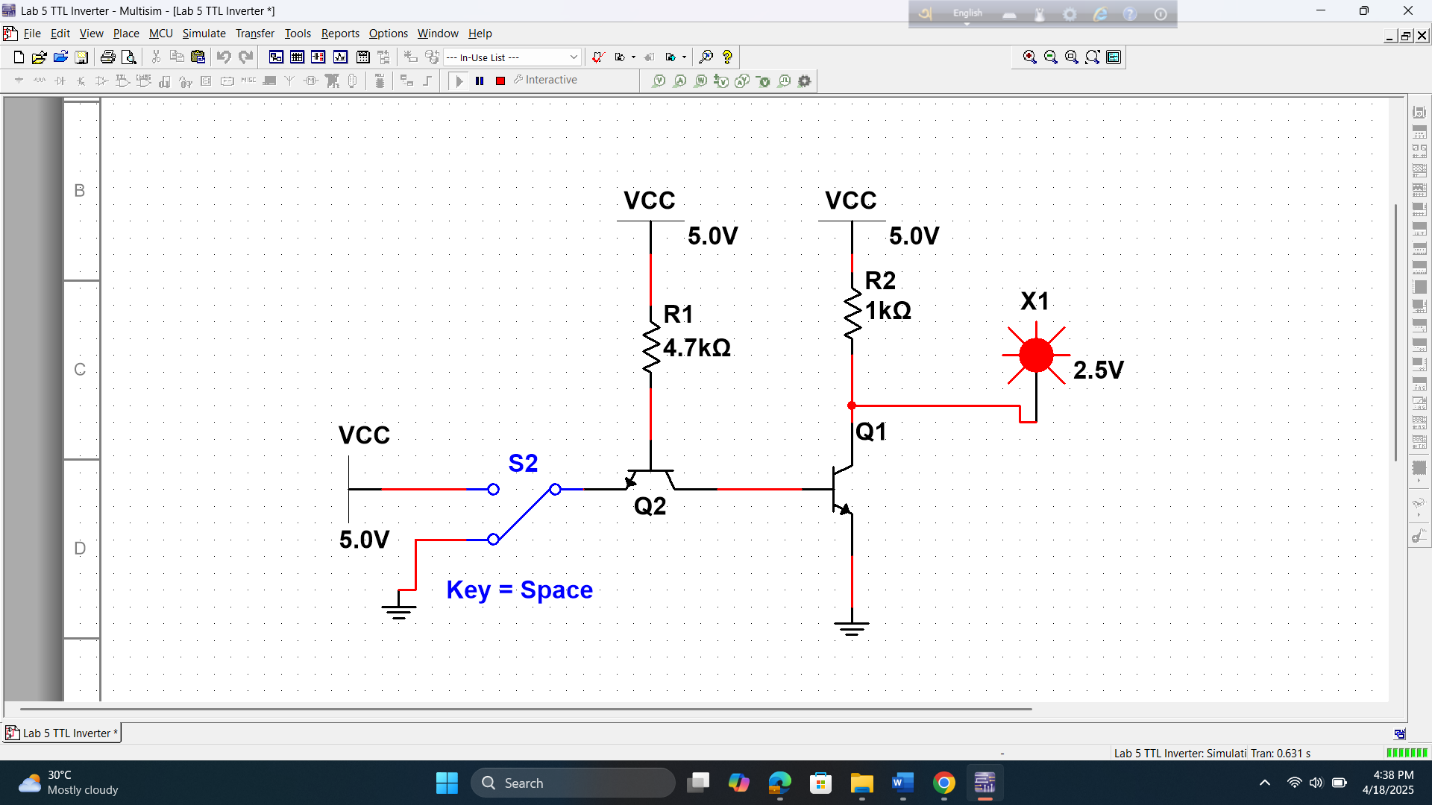 Lab 5 TTL Inverter - Multisim - [Lab 5 TTL Inverter *]
English
File Edit View Place MCU Simulate Transfer Tools Reports Options Window Help
--- In-Use List ---
Interactive
B
C
D
VCC
5.0V
R1
4.7kΩ
VCC
5.0V
R2
1kΩ
X1
2.5V
Q1
VCC
5.0V
S2
Q2
Key = Space
Lab 5 TTL Inverter *
Lab 5 TTL Inverter: Simulati Tran: 0.631 s
30°C
Mostly cloudy
Search
4:38 PM
4/18/2025